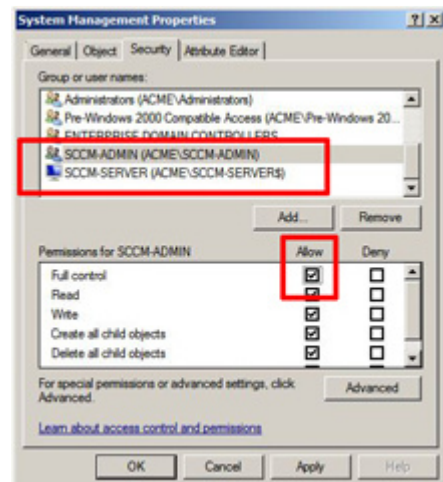 System Management Properties
General
Object
Security
Attribute Editor
Group or user names:
Administrators (ACME\Administrators)
Pre-Windows 2000 Compatible Access (ACME\Pre-Windows 20...
ENTERPRISE DOMAIN CONTROLLERS
SCCM-ADMIN (ACME\SCCM-ADMIN)
SCCM-SERVER (ACME\SCCM-SERVER$)
Add...
Remove
Permissions for SCCM-ADMIN
Allow
Deny
Full control
Read
Write
Create all child objects
Delete all child objects
For special permissions or advanced settings, click
Advanced.
Advanced
Learn about access control and permissions
OK
Cancel
Apply
Help